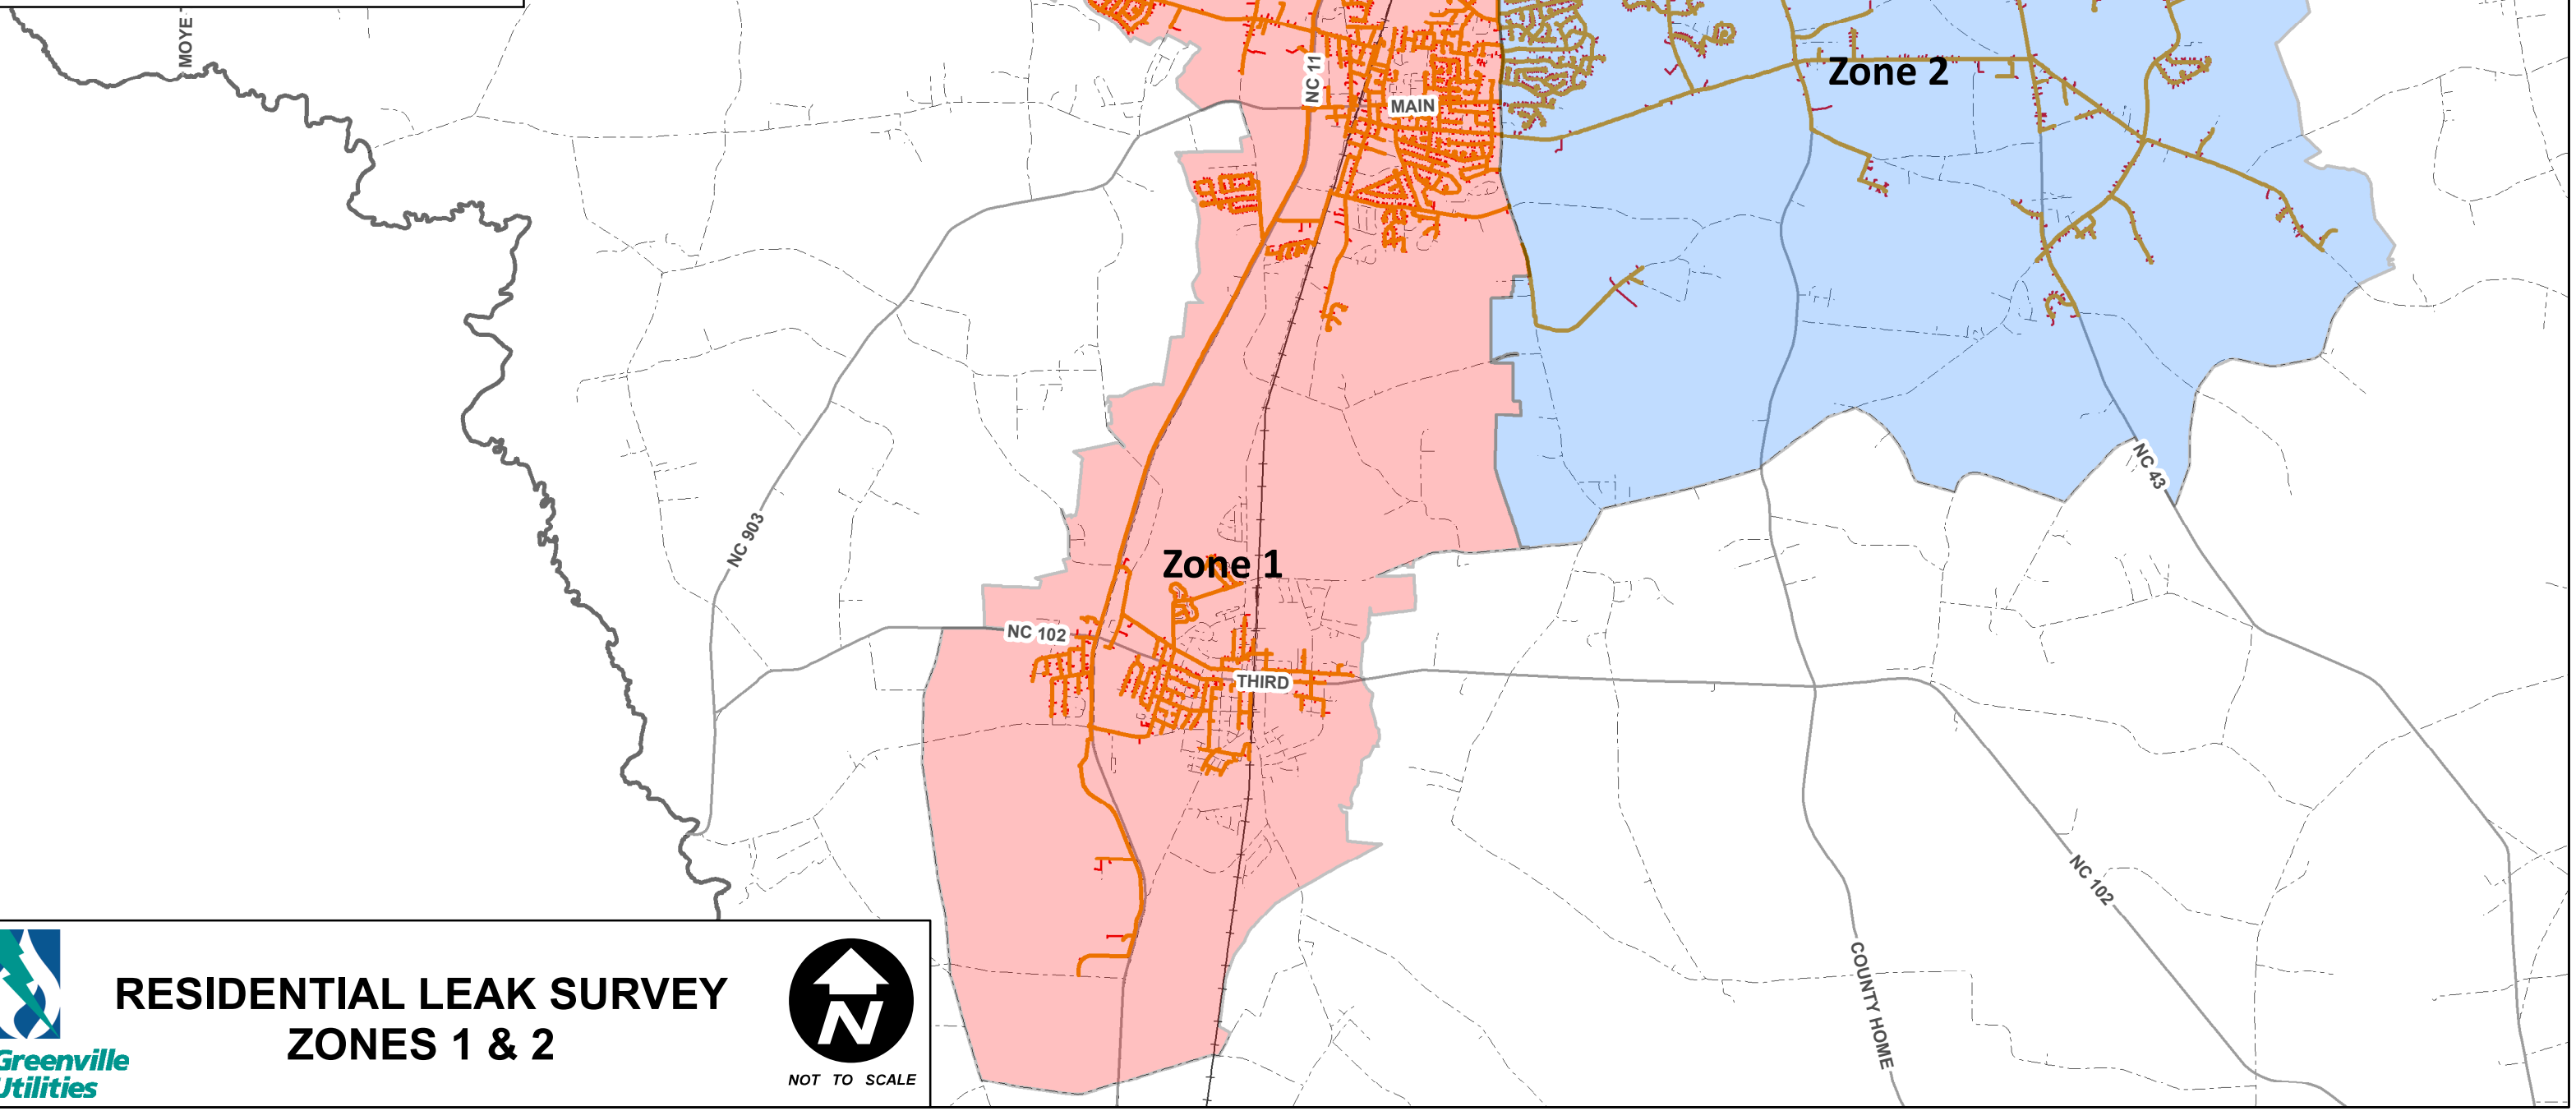 MOYE
NC 11
MAIN
Zone 2
NC 43
NC 903
Zone 1
NC 102
THIRD
NC 102
COUNTY HOME
RESIDENTIAL LEAK SURVEY
ZONES 1 & 2
Greenville
Utilities
N
NOT TO SCALE